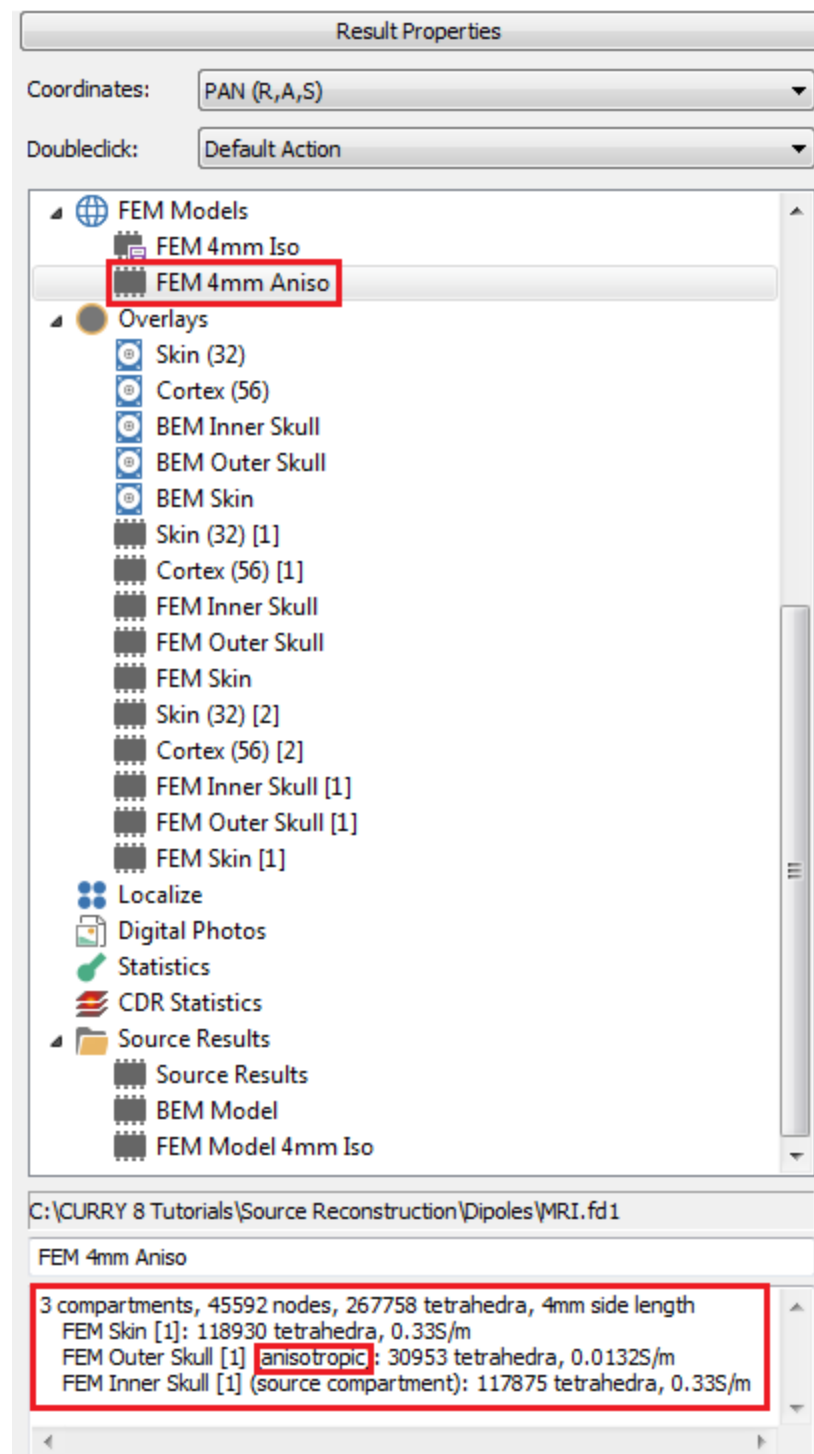 Result Properties
Coordinates: PAN (R,A,S)
Doubleclick: Default Action
FEM Models
FEM 4mm Iso
FEM 4mm Aniso
Overlays
Skin (32)
Cortex (56)
BEM Inner Skull
BEM Outer Skull
BEM Skin
Skin (32) [1]
Cortex (56) [1]
FEM Inner Skull
FEM Outer Skull
FEM Skin
Skin (32) [2]
Cortex (56) [2]
FEM Inner Skull [1]
FEM Outer Skull [1]
FEM Skin [1]
Localize
Digital Photos
Statistics
CDR Statistics
Source Results
Source Results
BEM Model
FEM Model 4mm Iso
C:\CURRY 8 Tutorials\Source Reconstruction\Dipoles\MRI.fd1
FEM 4mm Aniso
3 compartments, 45592 nodes, 267758 tetrahedra, 4mm side length
FEM Skin [1]: 118930 tetrahedra, 0.33S/m
FEM Outer Skull [1] (anisotropic): 30953 tetrahedra, 0.0132S/m
FEM Inner Skull [1] (source compartment): 117875 tetrahedra, 0.33S/m